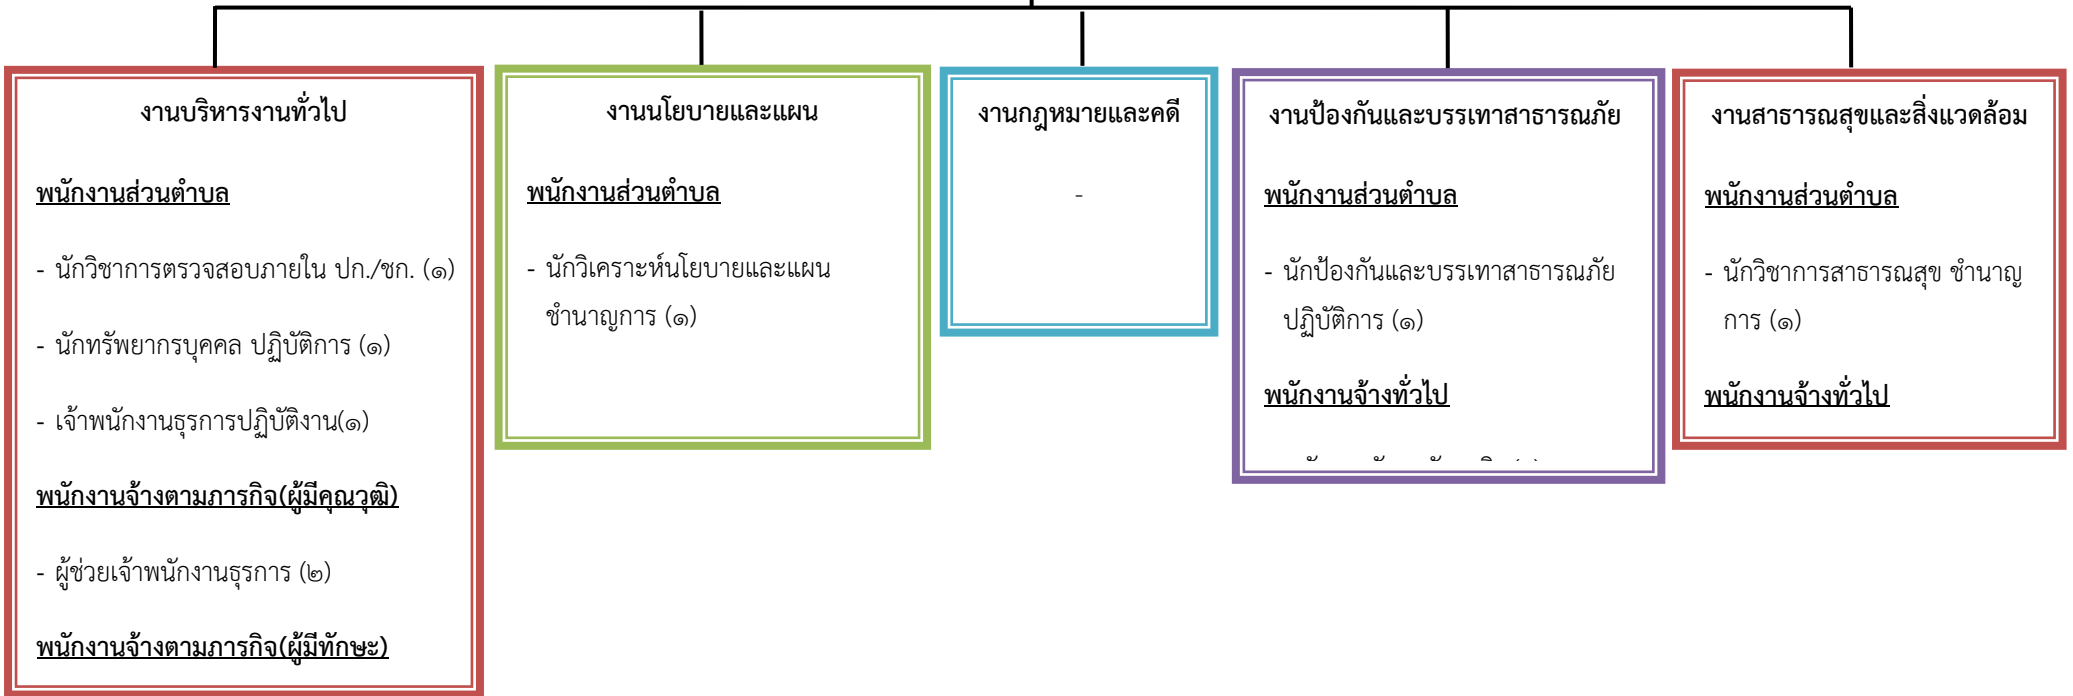 งานบริหารงานทั่วไป
พนักงานส่วนตำบล
- นักวิชาการตรวจสอบภายใน ปก./ชก. (๑)
- นักทรัพยากรบุคคล ปฏิบัติการ (๑)
- เจ้าพนักงานธุรการปฏิบัติงาน(๑)
พนักงานจ้างตามภารกิจ(ผู้มีคุณวุฒิ)
- ผู้ช่วยเจ้าพนักงานธุรการ (๒)
พนักงานจ้างตามภารกิจ(ผู้มีทักษะ)
งานนโยบายและแผน
พนักงานส่วนตำบล
- นักวิเคราะห์นโยบายและแผน
ชำนาญการ (๑)
งานกฎหมายและคดี
-
งานป้องกันและบรรเทาสาธารณภัย
พนักงานส่วนตำบล
- นักป้องกันและบรรเทาสาธารณภัย
ปฏิบัติการ (๑)
พนักงานจ้างทั่วไป
งานสาธารณสุขและสิ่งแวดล้อม
พนักงานส่วนตำบล
- นักวิชาการสาธารณสุข ชำนาญ
การ (๑)
พนักงานจ้างทั่วไป